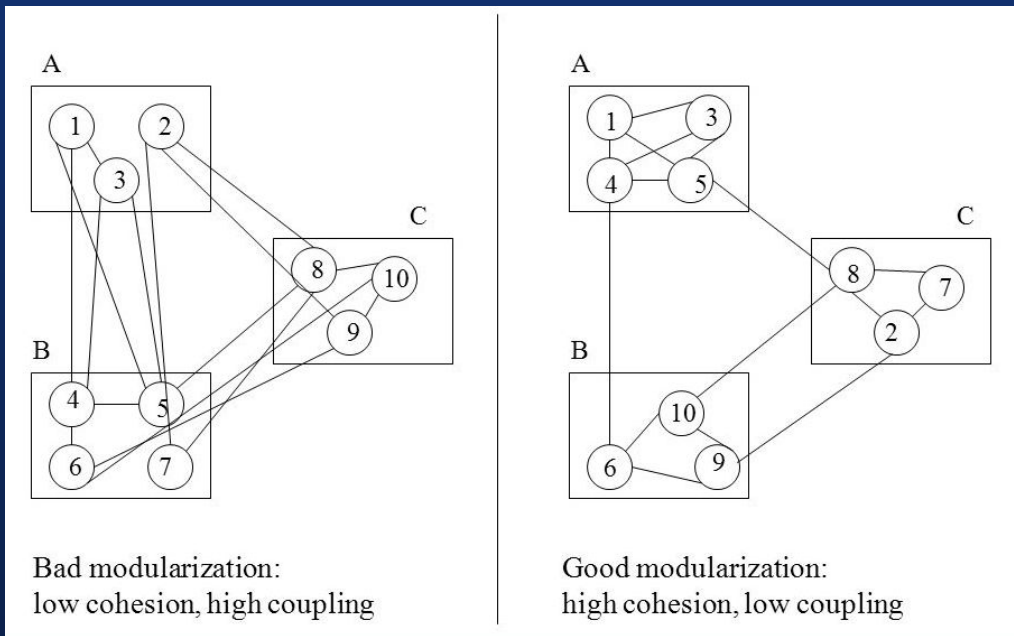 A
1
2
3
C
8
10
9
B
4
5
6
7
Bad modularization:
low cohesion, high coupling
A
1
3
4
5
C
8
7
2
B
10
6
9
Good modularization:
high cohesion, low coupling